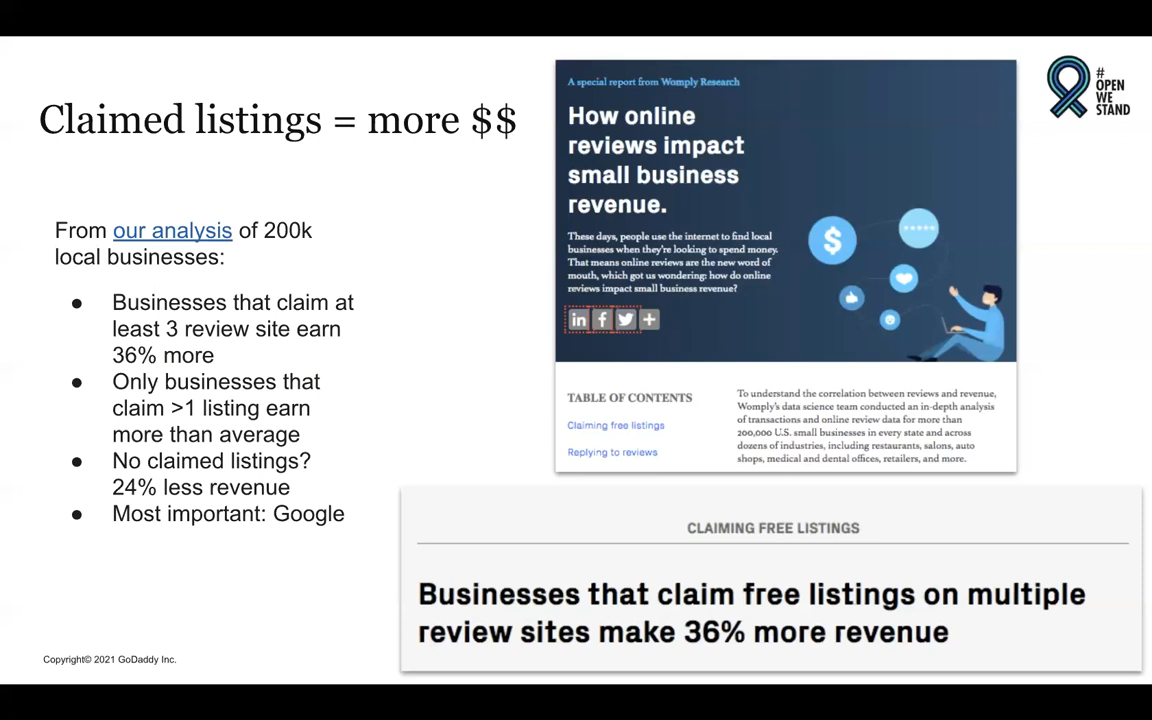 Claimed listings = more $$
From our analysis of 200k
local businesses:
● Businesses that claim at
least 3 review site earn
36% more
● Only businesses that
claim >1 listing earn
more than average
● No claimed listings?
24% less revenue
● Most important: Google
A special report from Womply Research
How online
reviews impact
small business
revenue.
These days, people use the internet to find local
businesses when they're looking to spend money.
That means online reviews are the new word of
mouth, which got us wondering: how do online
reviews impact small business revenue?
in f +
$
TABLE OF CONTENTS
Claiming free listings
Replying to reviews
To understand the correlation between reviews and revenue,
Womply's data science team conducted an in-depth analysis
of transactions and online review data for more than
200,000 U.S. small businesses in every state and across
dozens of industries, including restaurants, salons, auto
shops, medical and dental offices, retailers, and more.
#
OPEN
WE
STAND
CLAIMING FREE LISTINGS
Businesses that claim free listings on multiple
review sites make 36% more revenue
Copyright© 2021 GoDaddy Inc.